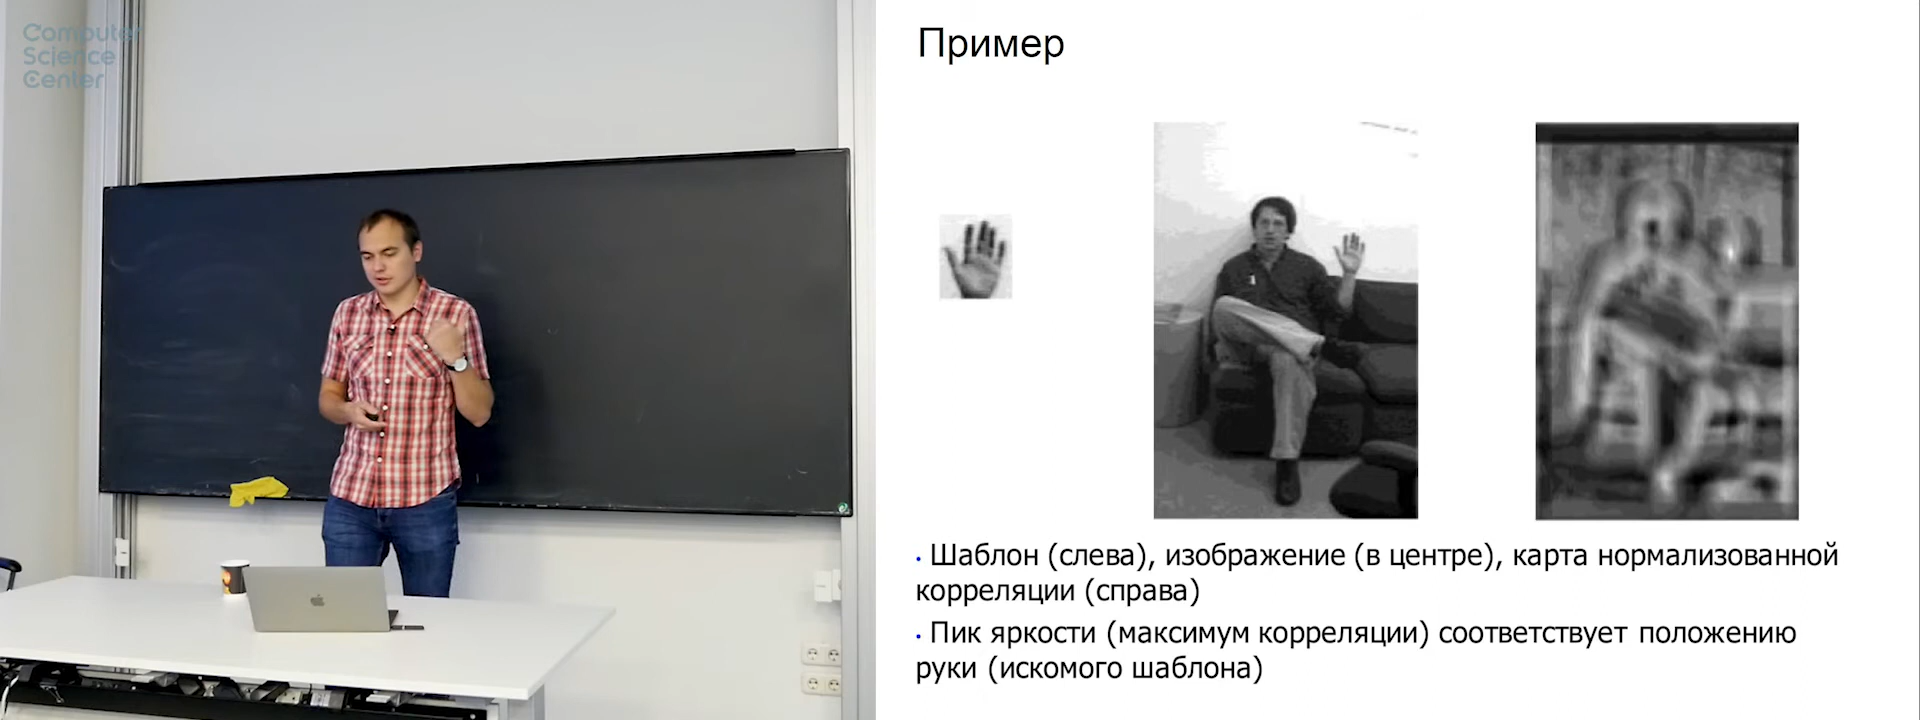 Computer
Science
Center
Пример
· Шаблон (слева), изображение (в центре), карта нормализованной
корреляции (справа)
· Пик яркости (максимум корреляции) соответствует положению
руки (искомого шаблона)